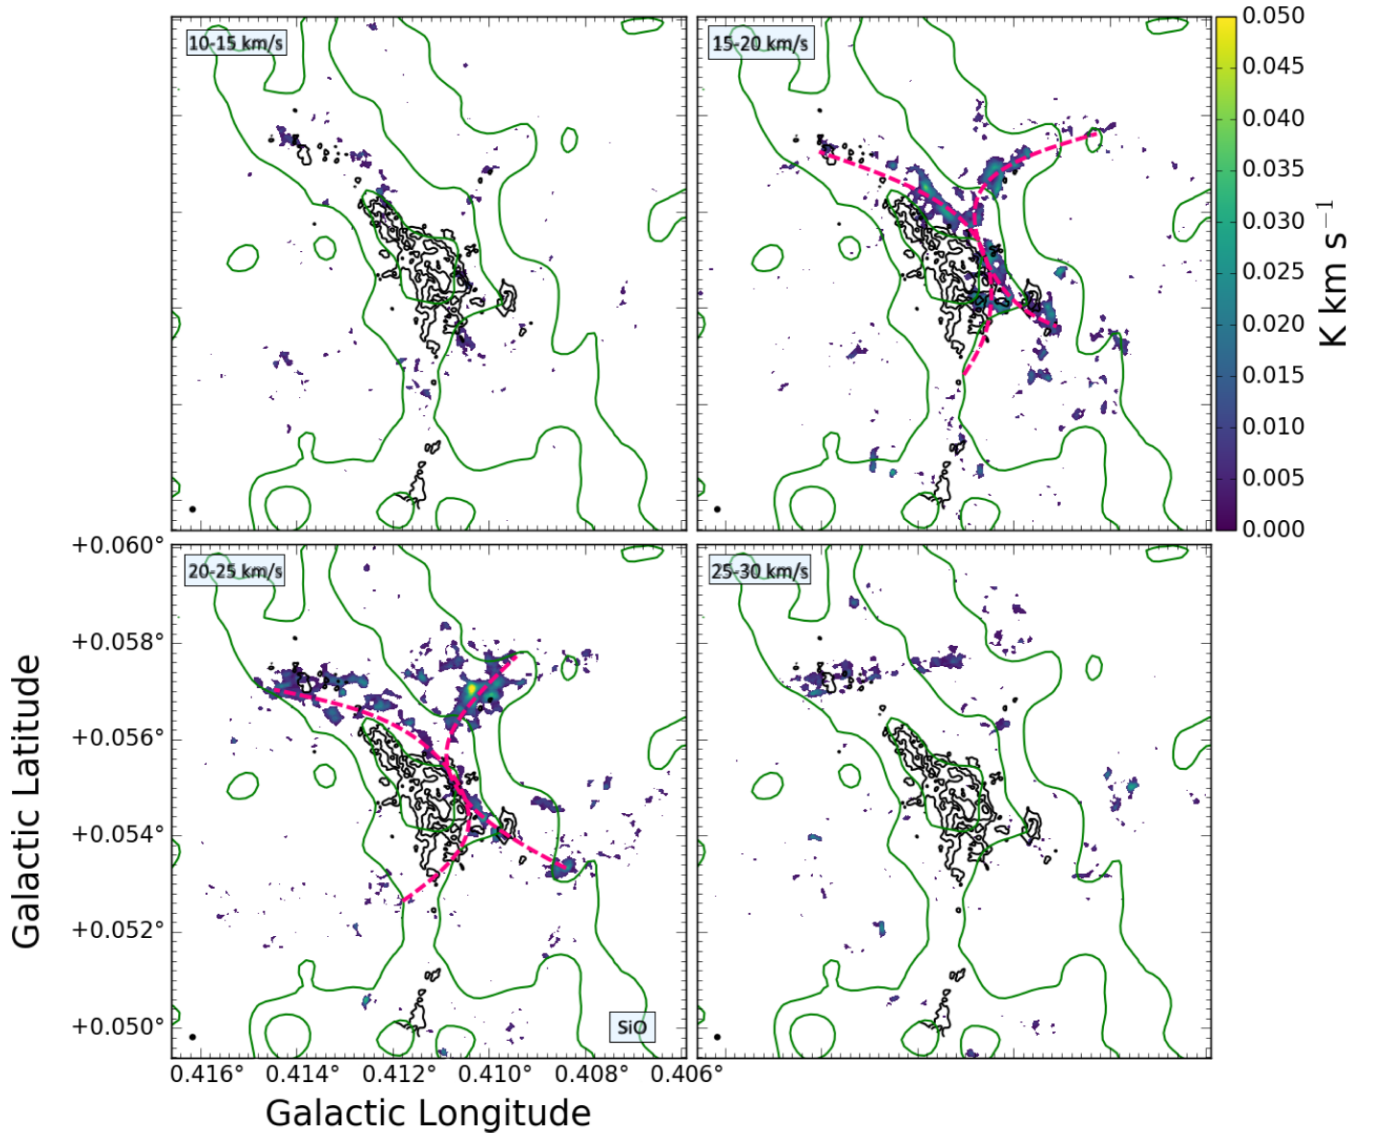 10-15 km/s
15-20 km/s
0.050
0.045
0.040
0.035
0.030
0.025
0.020
0.015
0.010
0.005
0.000
K km s⁻¹
20-25 km/s
25-30 km/s
+0.060°
+0.058°
+0.056°
+0.054°
+0.052°
+0.050°
Galactic Latitude
SiO
0.416° 0.414° 0.412° 0.410° 0.408° 0.406°
Galactic Longitude